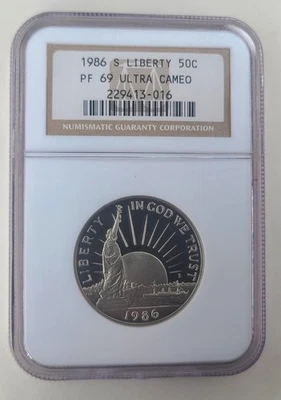 1986 S LIBERTY 50C
PF 69 ULTRA CAMEO
229413-016
NUMISMATIC GUARANTY CORPORATION
LIBERTY IN GOD WE TRUST
1986